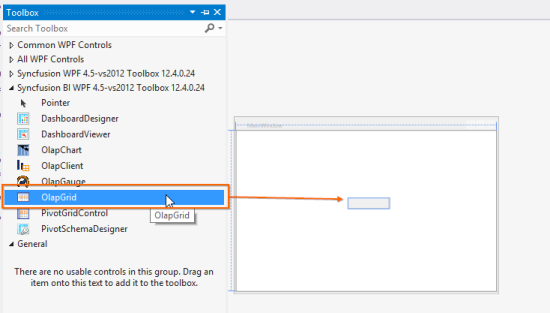 Toolbox
Search Toolbox
Common WPF Controls
All WPF Controls
Syncfusion WPF 4.5-vs2012 Toolbox 12.4.0.24
Syncfusion BI WPF 4.5-vs2012 Toolbox 12.4.0.24
Pointer
DashboardDesigner
DashboardViewer
OlapChart
OlapClient
OlapGauge
OlapGrid
PivotGridControl
OlapGrid
PivotSchemaDesigner
General
There are no usable controls in this group. Drag an
item onto this text to add it to the toolbox.
MainWindow